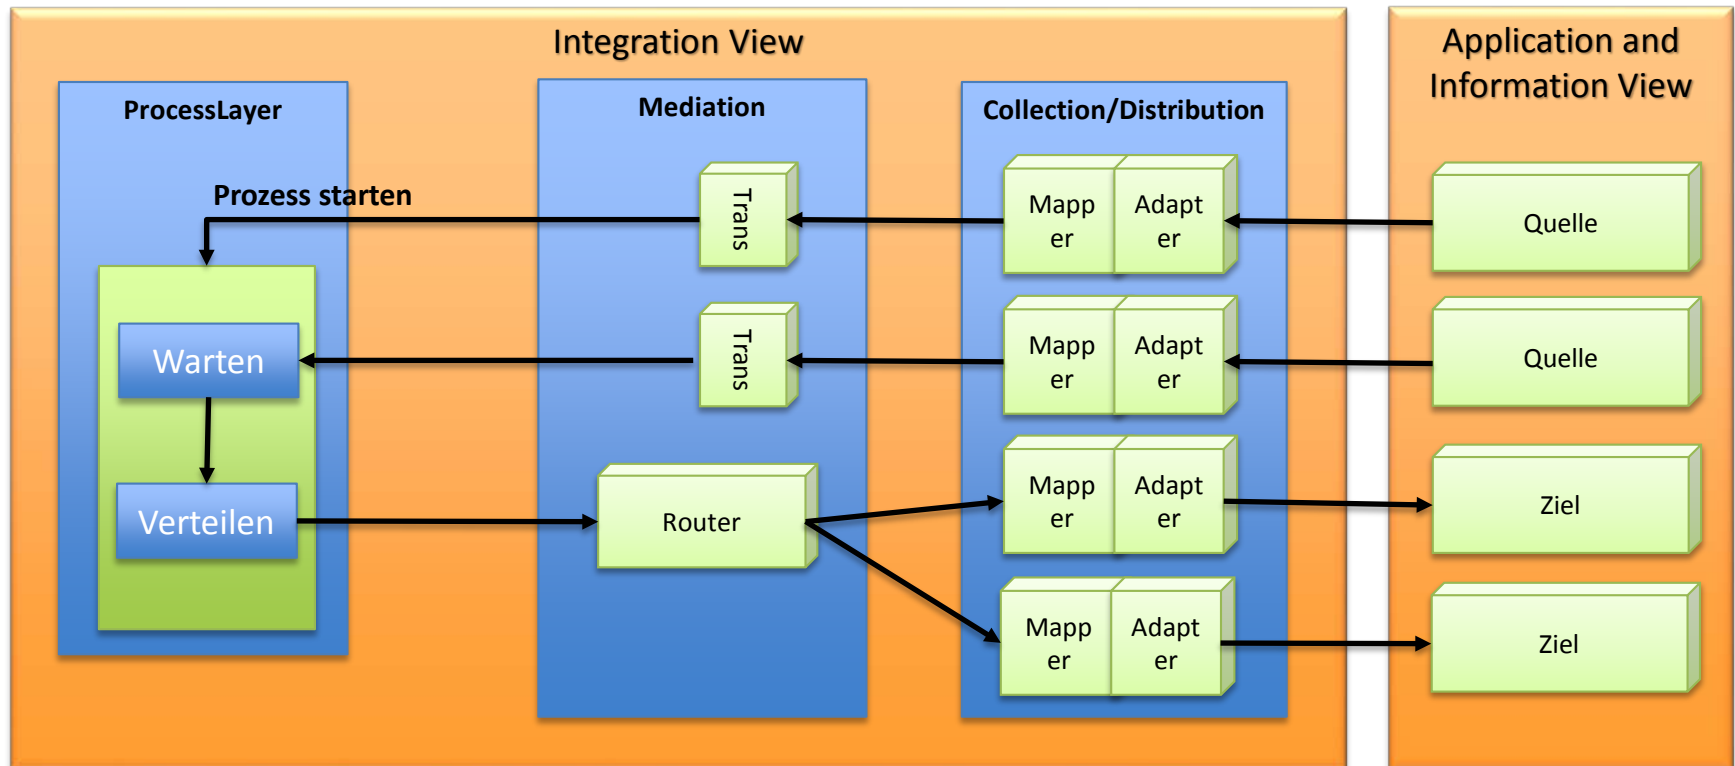 Integration View
Application and
Information View
ProcessLayer
Mediation
Collection/Distribution
Prozess starten
Trans
Mapp
er
Adapt
er
Quelle
Warten
Trans
Mapp
er
Adapt
er
Quelle
Verteilen
Router
Mapp
er
Adapt
er
Ziel
Mapp
er
Adapt
er
Ziel